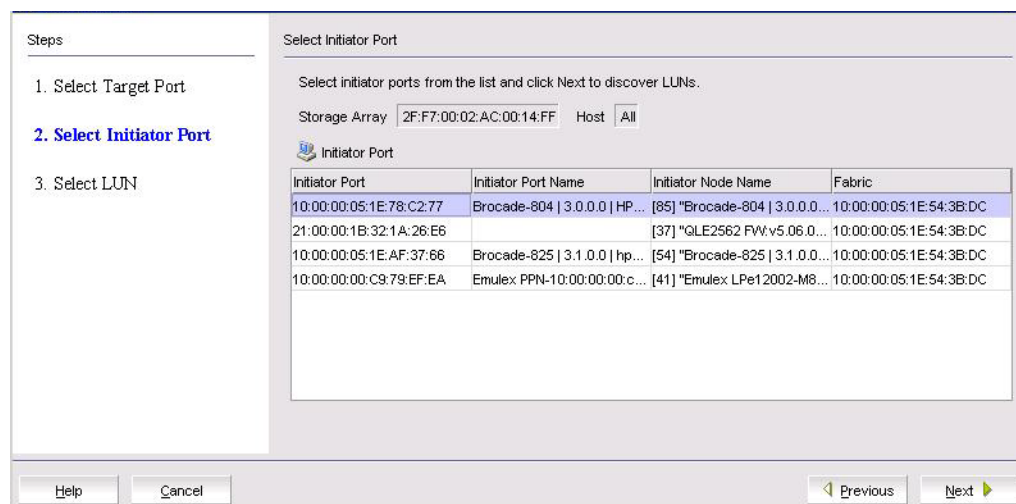 Steps
1. Select Target Port
2. Select Initiator Port
3. Select LUN
Select Initiator Port
Select initiator ports from the list and click Next to discover LUNs.
Storage Array 2F:F7:00:02:AC:00:14:FF Host All
Initiator Port
Initiator Port Initiator Port Name Initiator Node Name Fabric
10:00:00:05:1E:78:C2:77 Brocade-804 | 3.0.0.0 | HP... [85] "Brocade-804 | 3.0.0.0... 10:00:00:05:1E:54:3B:DC
21:00:00:1B:32:1A:26:E6 [37] "QLE2562 FW:v5.06.0... 10:00:00:05:1E:54:3B:DC
10:00:00:05:1E:AF:37:66 Brocade-825 | 3.1.0.0 | hp... [54] "Brocade-825 | 3.1.0.0... 10:00:00:05:1E:54:3B:DC
10:00:00:00:C9:79:EF:EA Emulex PPN-10:00:00:00:c... [41] "Emulex LPe12002-M8... 10:00:00:05:1E:54:3B:DC
Help Cancel Previous Next